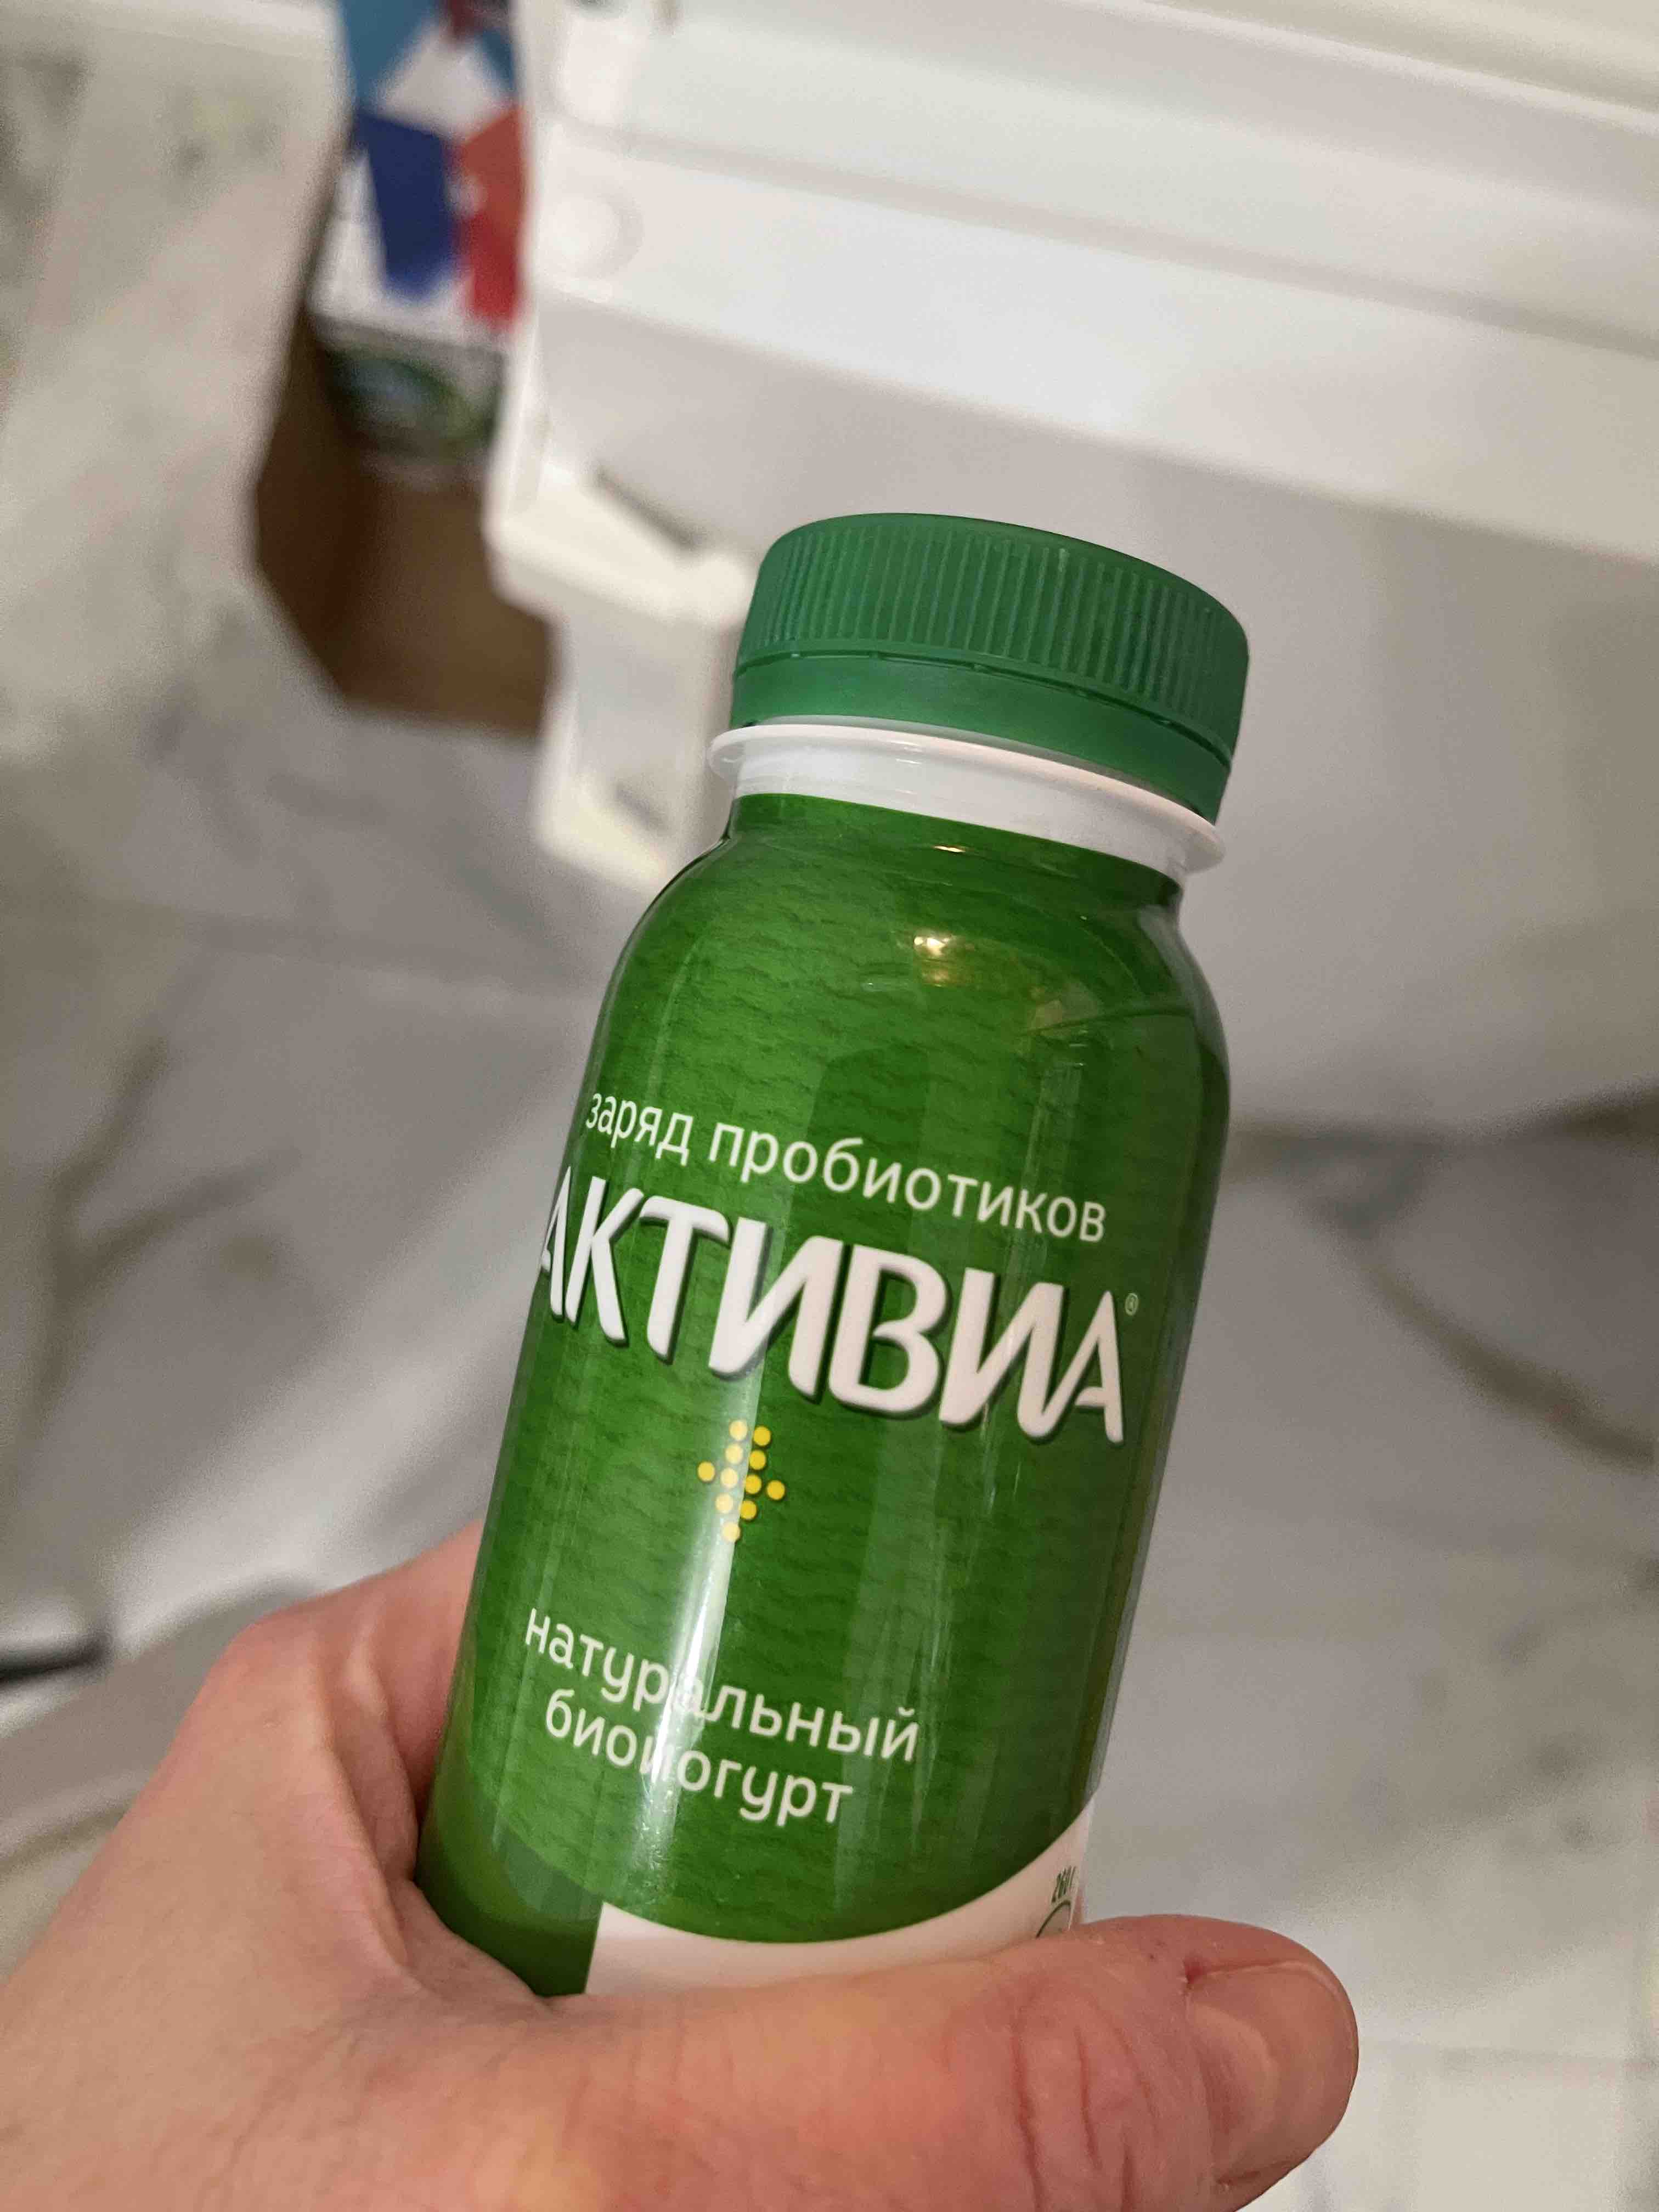 заряд пробиотиков
АКТИВИА®
натуральный
биойогурт